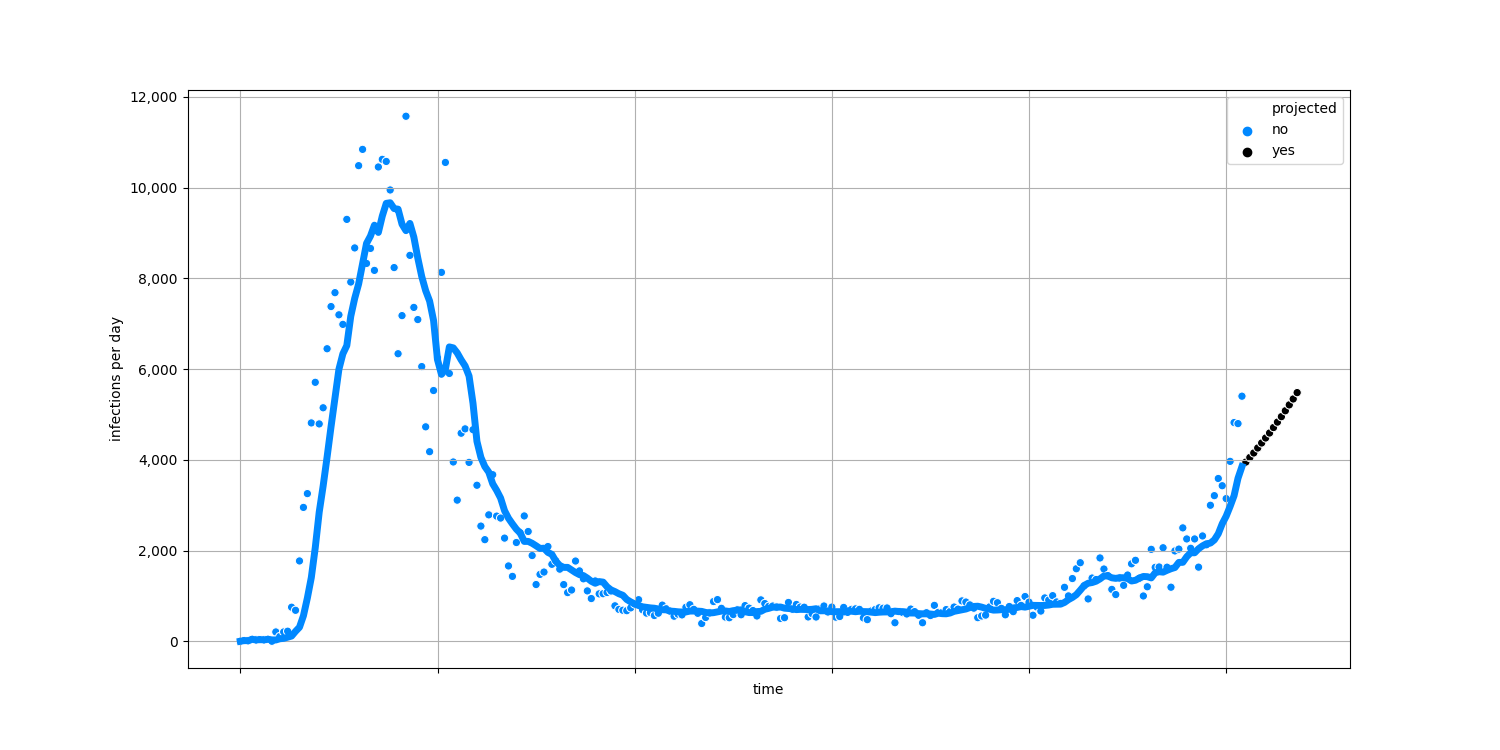 12,000
10,000
8,000
6,000
4,000
2,000
0
infections per day
time
projected
no
yes